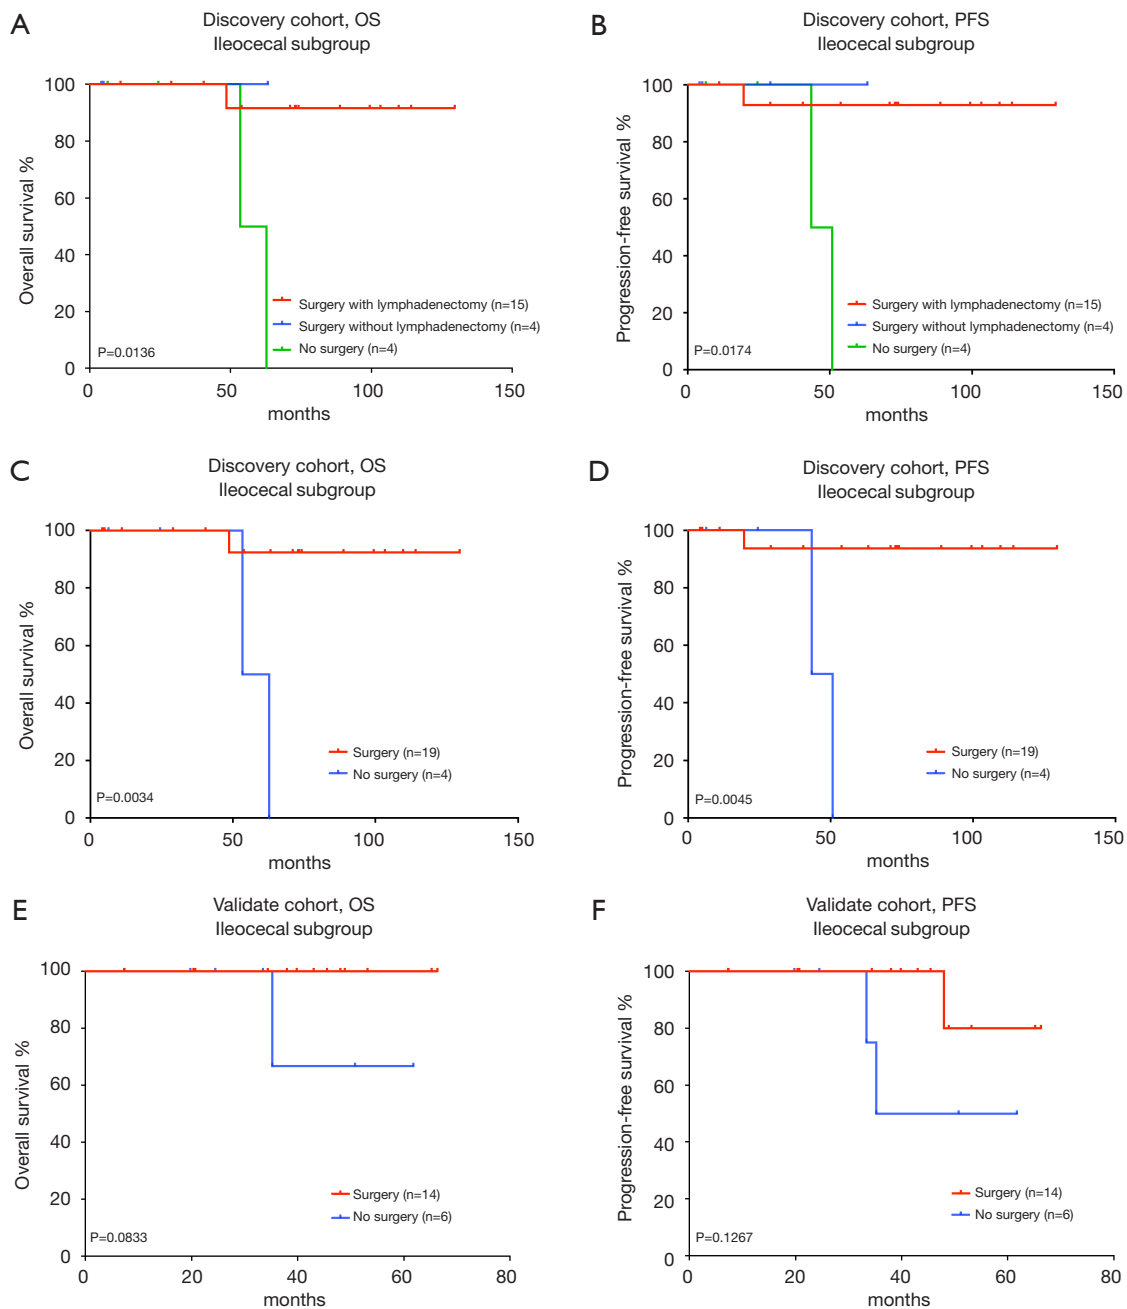 A
Discovery cohort, OS
Ileocecal subgroup
Overall survival %
100
80
60
40
20
0
Surgery with lymphadenectomy (n=15)
Surgery without lymphadenectomy (n=4)
No surgery (n=4)
P=0.0136
0 50 100 150
months
B
Discovery cohort, PFS
Ileocecal subgroup
Progression-free survival %
100
80
60
40
20
0
Surgery with lymphadenectomy (n=15)
Surgery without lymphadenectomy (n=4)
No surgery (n=4)
P=0.0174
0 50 100 150
months
C
Discovery cohort, OS
Ileocecal subgroup
Overall survival %
100
80
60
40
20
0
Surgery (n=19)
No surgery (n=4)
P=0.0034
0 50 100 150
months
D
Discovery cohort, PFS
Ileocecal subgroup
Progression-free survival %
100
80
60
40
20
0
Surgery (n=19)
No surgery (n=4)
P=0.0045
0 50 100 150
months
E
Validate cohort, OS
Ileocecal subgroup
Overall survival %
100
80
60
40
20
0
Surgery (n=14)
No surgery (n=6)
P=0.0833
0 20 40 60 80
months
F
Validate cohort, PFS
Ileocecal subgroup
Progression-free survival %
100
80
60
40
20
0
Surgery (n=14)
No surgery (n=6)
P=0.1267
0 20 40 60 80
months